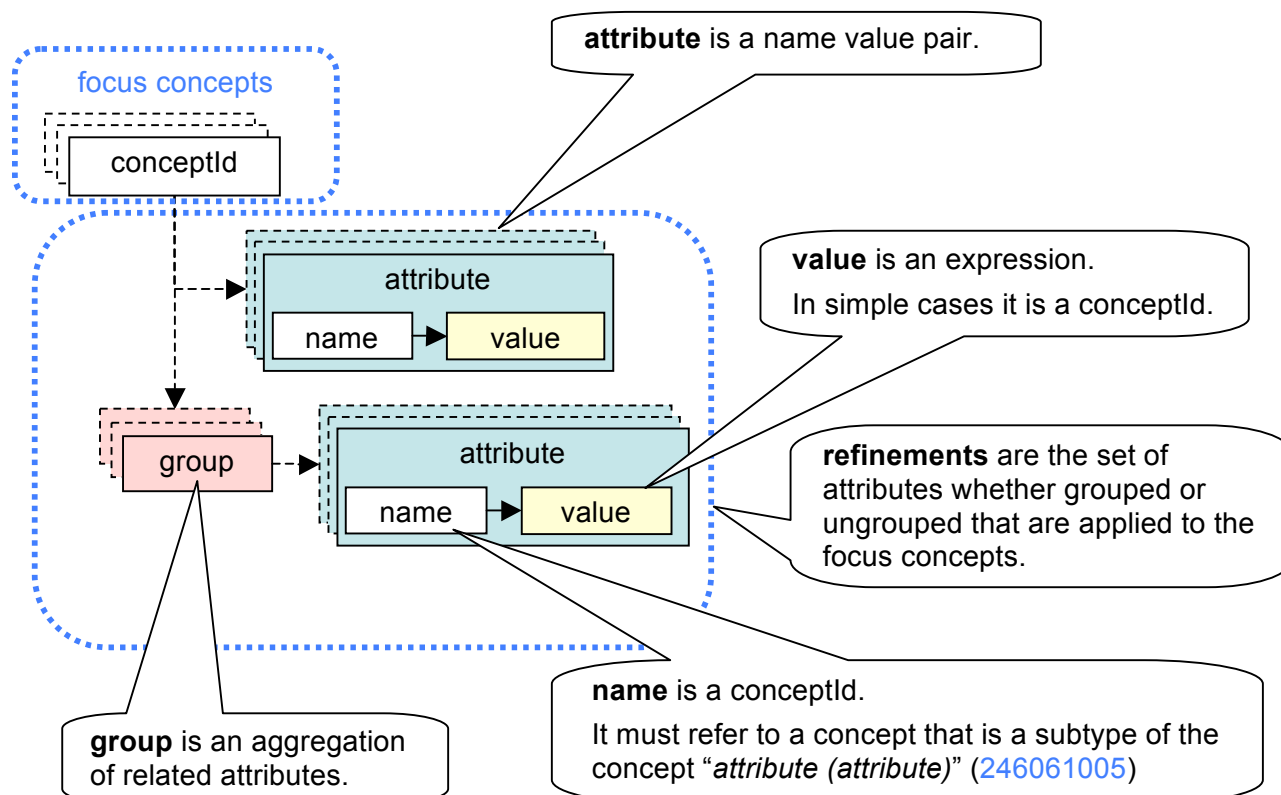 attribute is a name value pair.
focus concepts
conceptId
attribute
name
value
value is an expression.
In simple cases it is a conceptId.
group
attribute
name
value
refinements are the set of
attributes whether grouped or
ungrouped that are applied to the
focus concepts.
name is a conceptId.
It must refer to a concept that is a subtype of the
concept “attribute (attribute)” (246061005)
group is an aggregation
of related attributes.